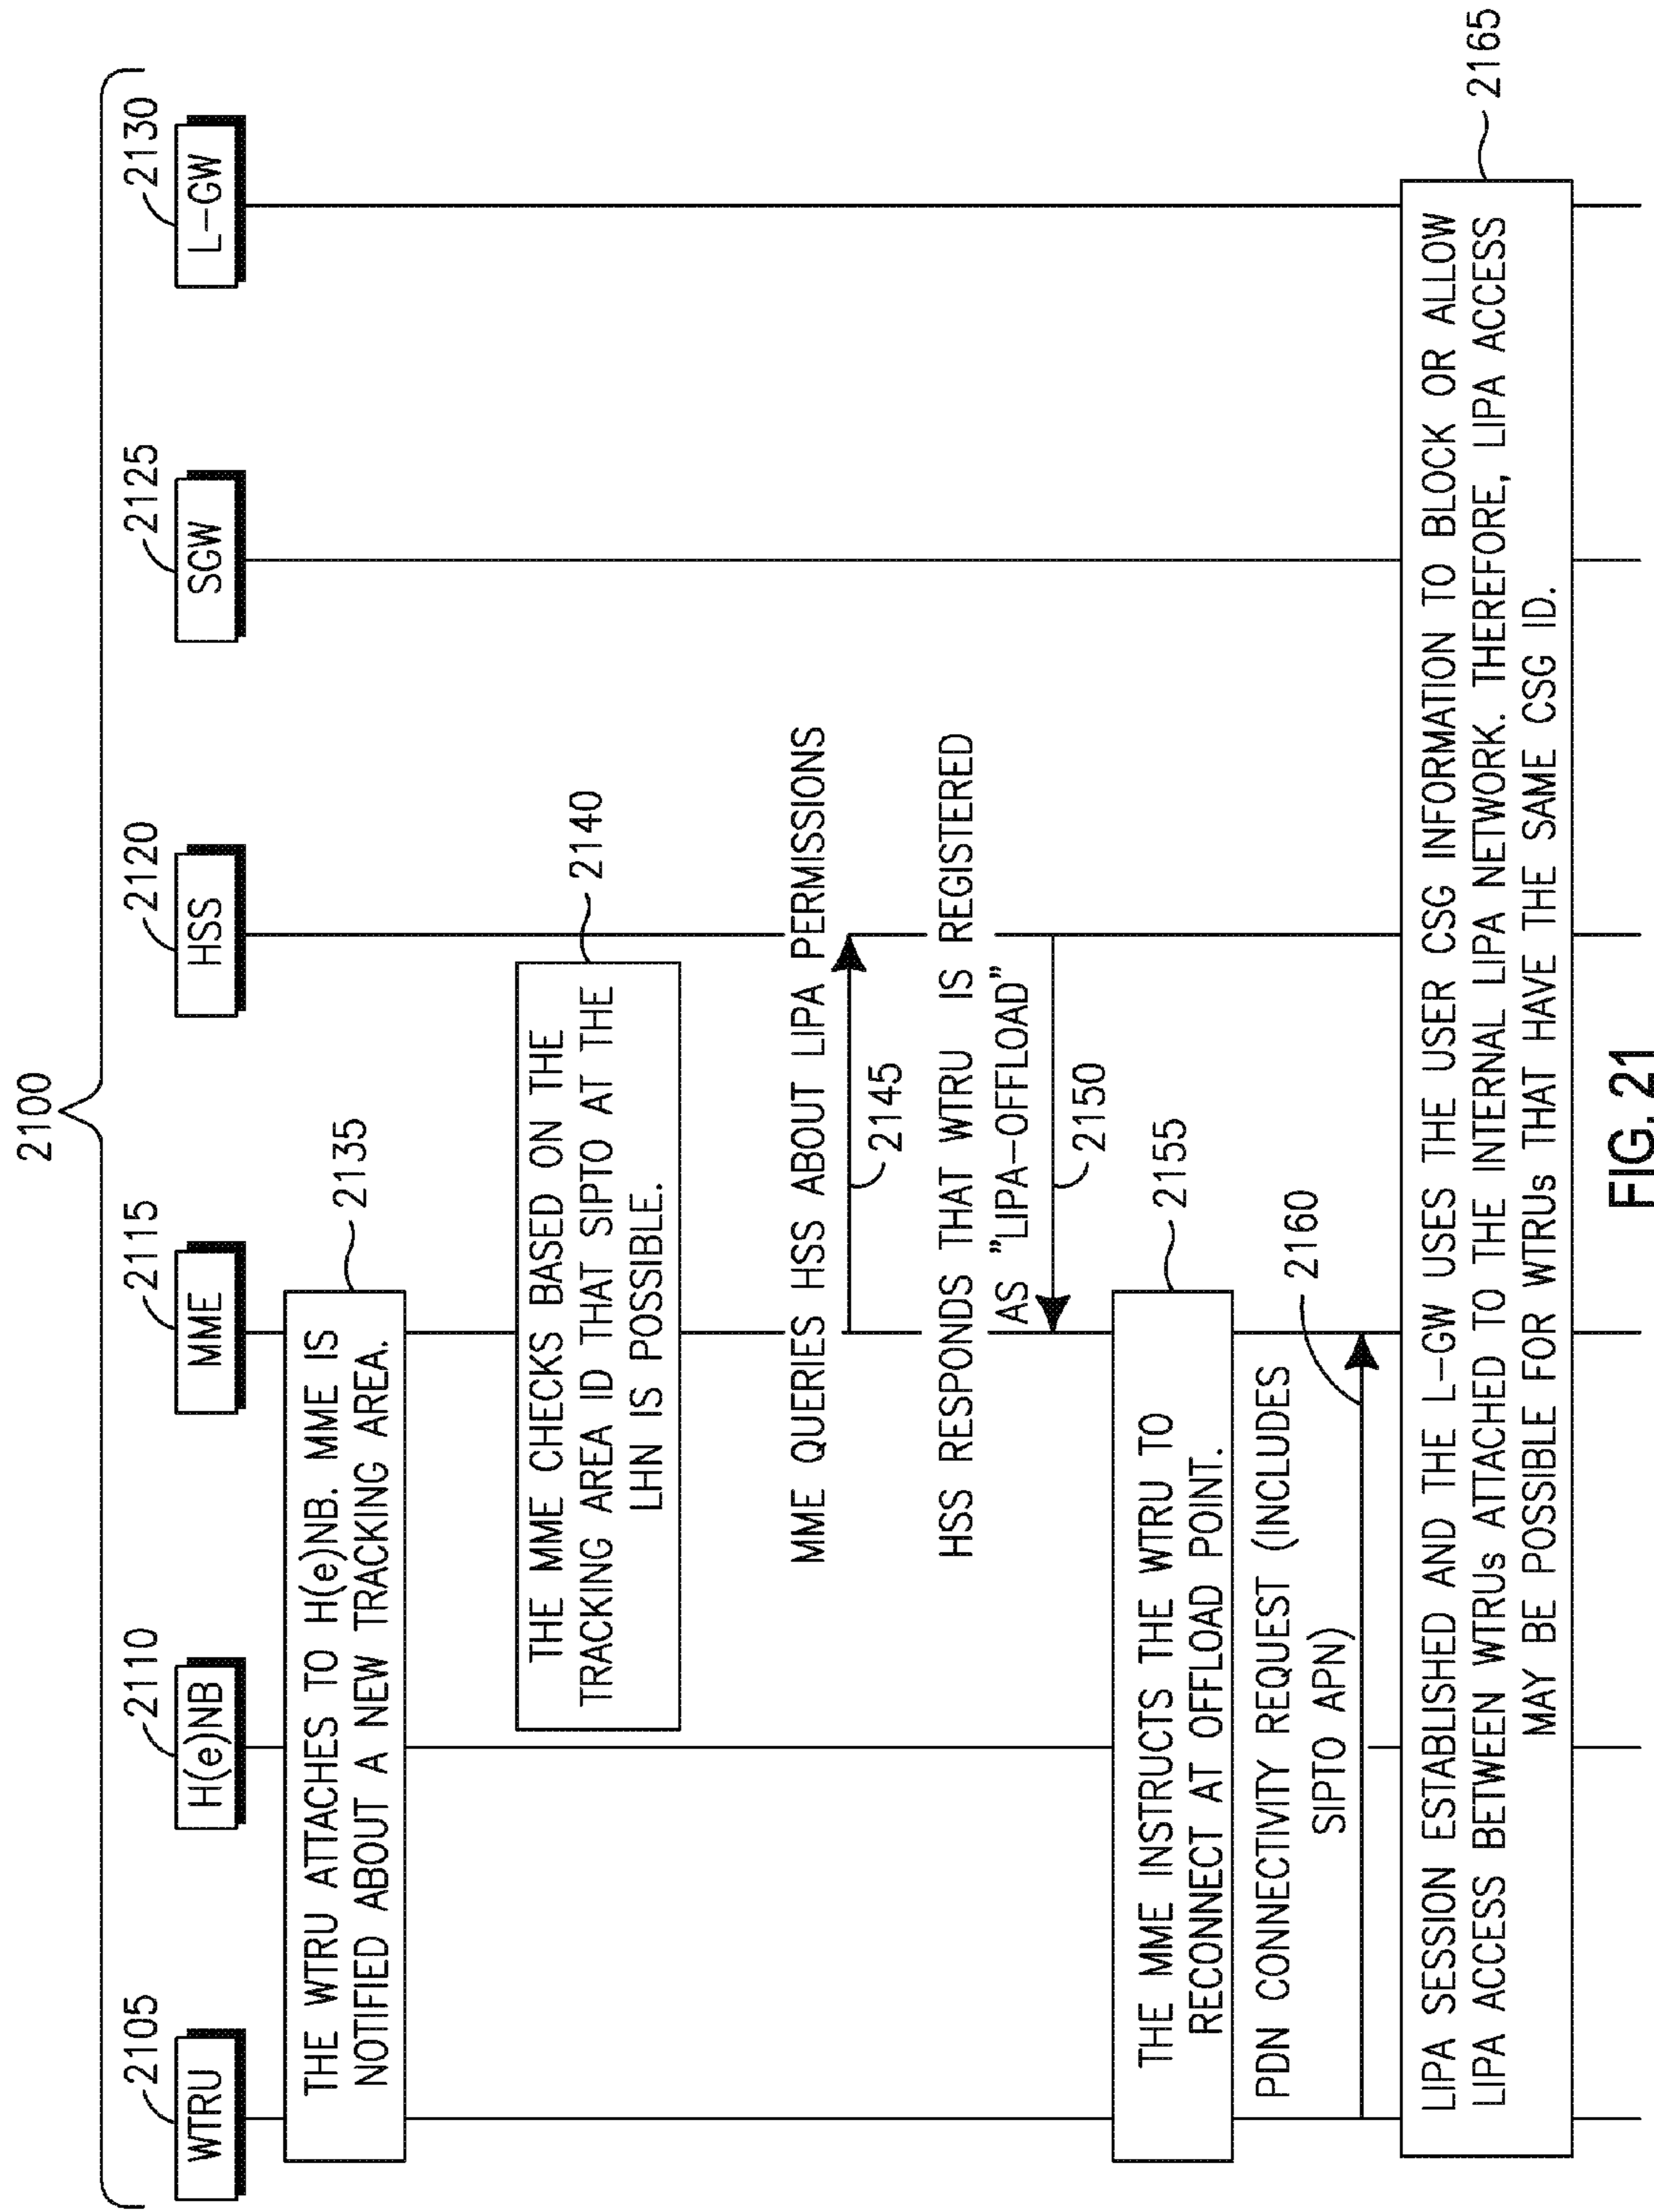 2100
2105
2110
2115
2120
2125
2130
WTRU
H(e)NB
MME
HSS
SGW
L-GW
THE WTRU ATTACHES TO H(e)NB. MME IS
NOTIFIED ABOUT A NEW TRACKING AREA.
2135
THE MME CHECKS BASED ON THE
TRACKING AREA ID THAT SIPTO AT THE
LHN IS POSSIBLE.
2140
MME QUERIES HSS ABOUT LIPA PERMISSIONS
2145
HSS RESPONDS THAT WTRU IS REGISTERED
AS "LIPA-OFFLOAD"
2150
THE MME INSTRUCTS THE WTRU TO
RECONNECT AT OFFLOAD POINT.
2155
PDN CONNECTIVITY REQUEST (INCLUDES
SIPTO APN)
2160
LIPA SESSION ESTABLISHED AND THE L-GW USES THE USER CSG INFORMATION TO BLOCK OR ALLOW
LIPA ACCESS BETWEEN WTRUs ATTACHED TO THE INTERNAL LIPA NETWORK. THEREFORE, LIPA ACCESS
MAY BE POSSIBLE FOR WTRUs THAT HAVE THE SAME CSG ID.
2165
FIG. 21